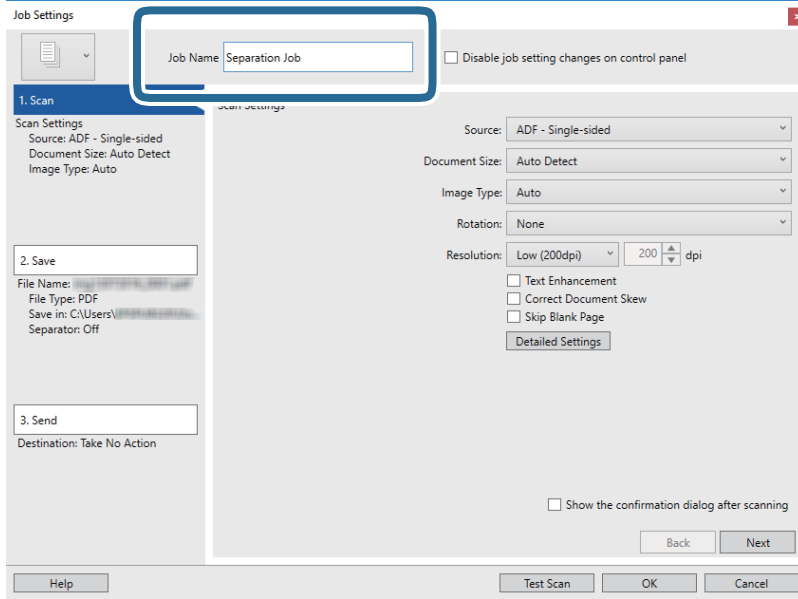 Job Settings
Job Name Separation Job
Disable job setting changes on control panel
1. Scan
Scan Settings
Source: ADF - Single-sided
Document Size: Auto Detect
Image Type: Auto
2. Save
File Name:
File Type: PDF
Save in: C:\Users\
Separator: Off
3. Send
Destination: Take No Action
Scan Settings
Source: ADF - Single-sided
Document Size: Auto Detect
Image Type: Auto
Rotation: None
Resolution: Low (200dpi) 200 dpi
Text Enhancement
Correct Document Skew
Skip Blank Page
Detailed Settings
Show the confirmation dialog after scanning
Back Next
Help Test Scan OK Cancel